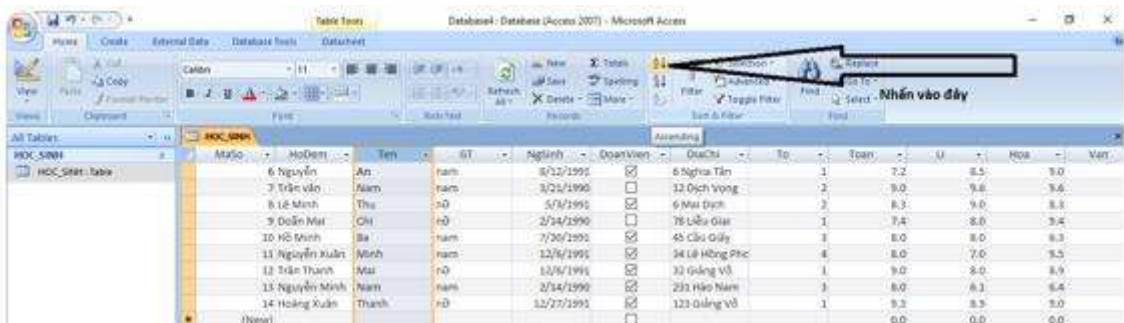 Table Tools Database4 : Database (Access 2007) - Microsoft Access
Home Create External Data Database Tools Datasheet
Cut
Copy
Format Painter
View Paste
Views Clipboard
Calibri 11
Font
Rich Text
Refresh All
New Totals
Save Spelling
Delete More
Records
Filter
Selection
Advanced
Toggle Filter
Sort & Filter
Find
Replace
Go To
Select
Find
Nhấn vào đây
Ascending
All Tables
HOC_SINH
HOC_SINH : Table
HOC_SINH
MaSo HoDem Ten GT NgSinh DoanVien DiaChi To Toan Li Hoa Van
6 Nguyễn An nam 8/12/1991 6 Nghĩa Tân 1 7.2 8.5 9.0
7 Trần văn Nam nam 3/21/1990 12 Dịch Vọng 2 9.0 9.6 9.6
8 Lê Minh Thu nữ 5/3/1991 6 Mai Dịch 2 8.3 9.0 8.3
9 Doãn Mai Chi nữ 2/14/1990 78 Liễu Giai 1 7.4 8.0 9.4
10 Hồ Minh Ba nam 7/30/1991 45 Cầu Giấy 3 8.0 8.0 6.3
11 Nguyễn Xuân Minh nam 12/6/1991 34 Lê Hồng Pho 4 8.0 7.0 9.5
12 Trần Thanh Mai nữ 12/6/1991 32 Giảng Võ 1 9.0 8.0 8.9
13 Nguyễn Minh Nam nam 2/14/1990 231 Hào Nam 3 8.0 6.1 6.4
14 Hoàng Xuân Thanh nữ 12/27/1991 123 Giảng Võ 1 9.3 8.9 9.0
(New) 0.0 0.0 0.0